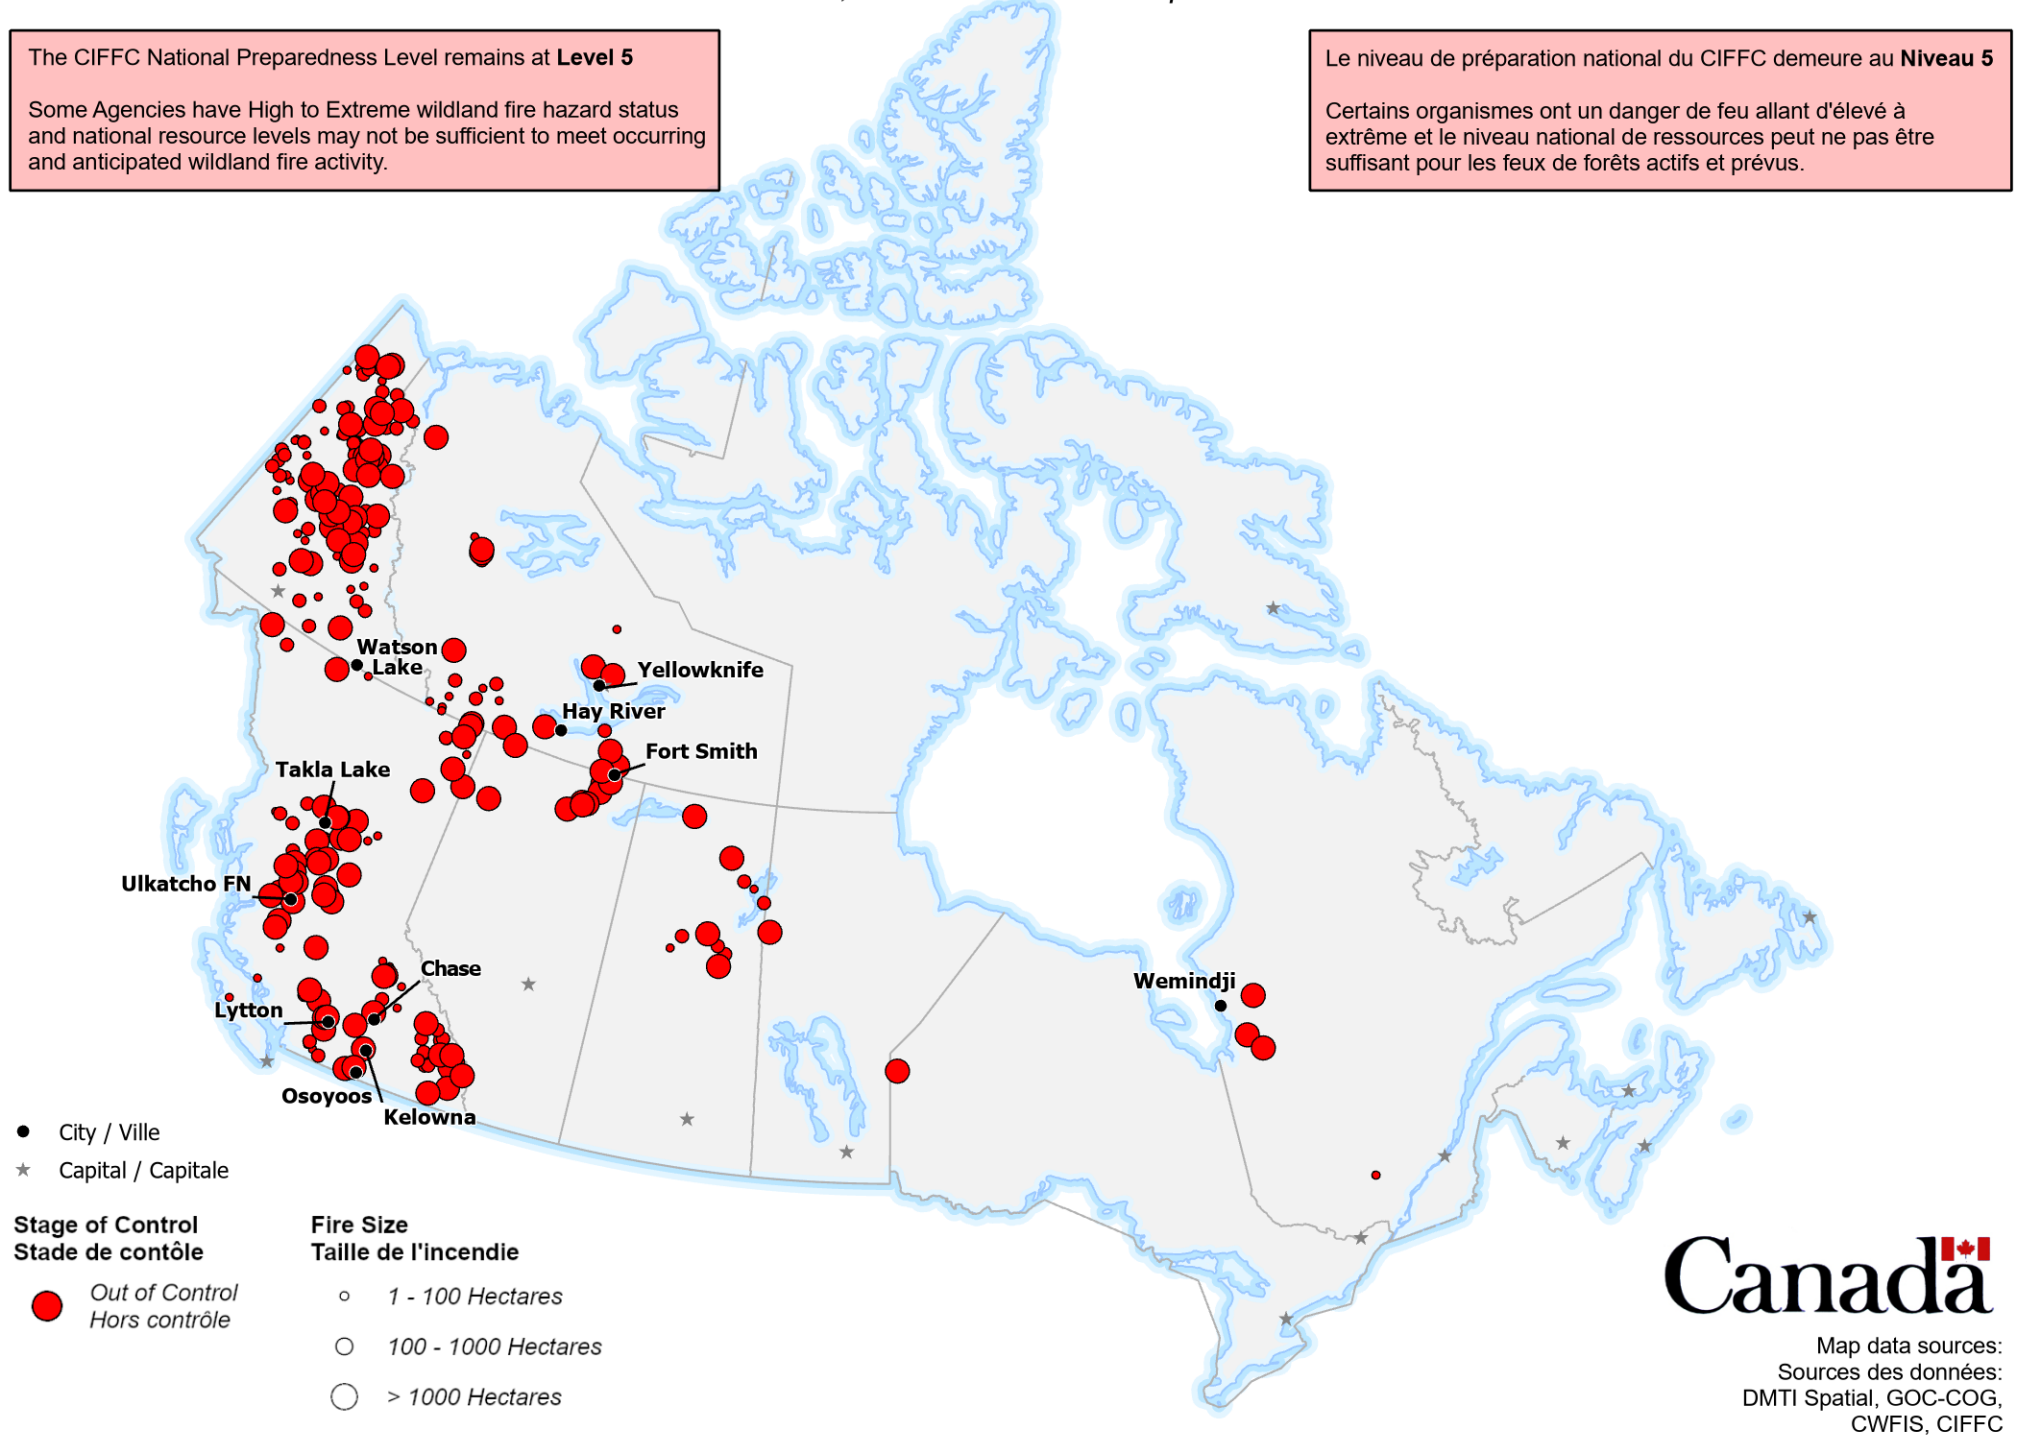 The CIFFC National Preparedness Level remains at Level 5
Some Agencies have High to Extreme wildland fire hazard status
and national resource levels may not be sufficient to meet occurring
and anticipated wildland fire activity.
Le niveau de préparation national du CIFFC demeure au Niveau 5
Certains organismes ont un danger de feu allant d'élevé à
extrême et le niveau national de ressources peut ne pas être
suffisant pour les feux de forêts actifs et prévus.
Watson
Lake
Yellowknife
Hay River
Fort Smith
Takla Lake
Ulkatcho FN
Chase
Wemindji
Lytton
Osoyoos
Kelowna
City / Ville
Capital / Capitale
Stage of Control
Stade de contôle
Out of Control
Hors contrôle
Fire Size
Taille de l'incendie
1 - 100 Hectares
100 - 1000 Hectares
> 1000 Hectares
Canada
Map data sources:
Sources des données:
DMTI Spatial, GOC-COG,
CWFIS, CIFFC